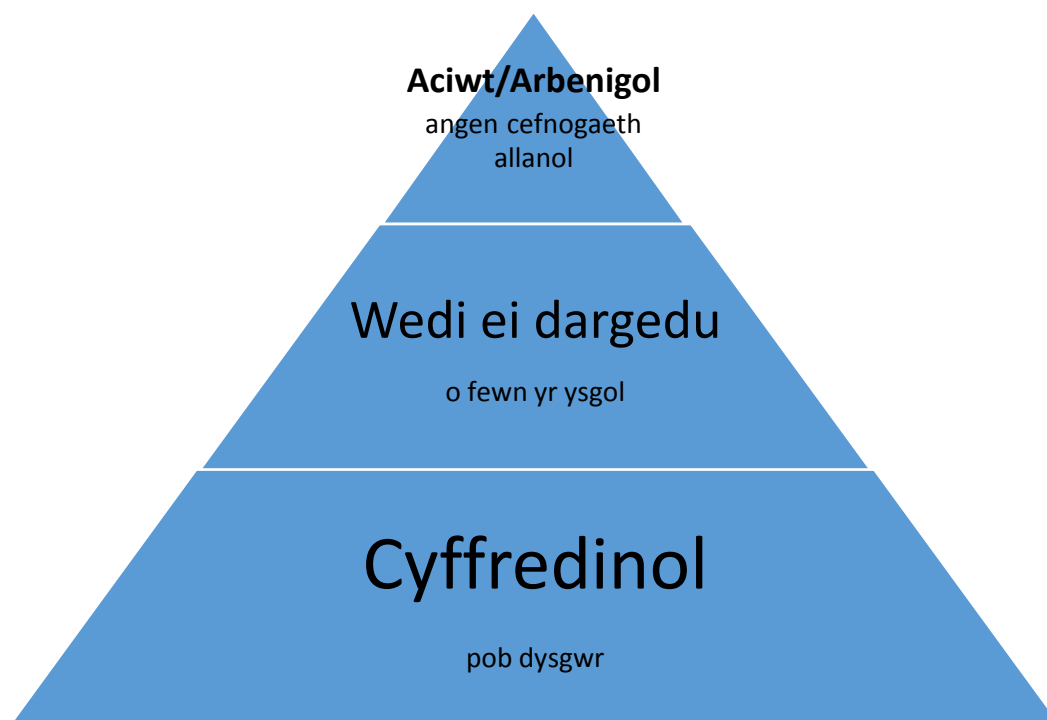 Aciwt/Arbenigol
angen cefnogaeth
allanol
Wedi ei dargedu
o fewn yr ysgol
Cyffredinol
pob dysgwr